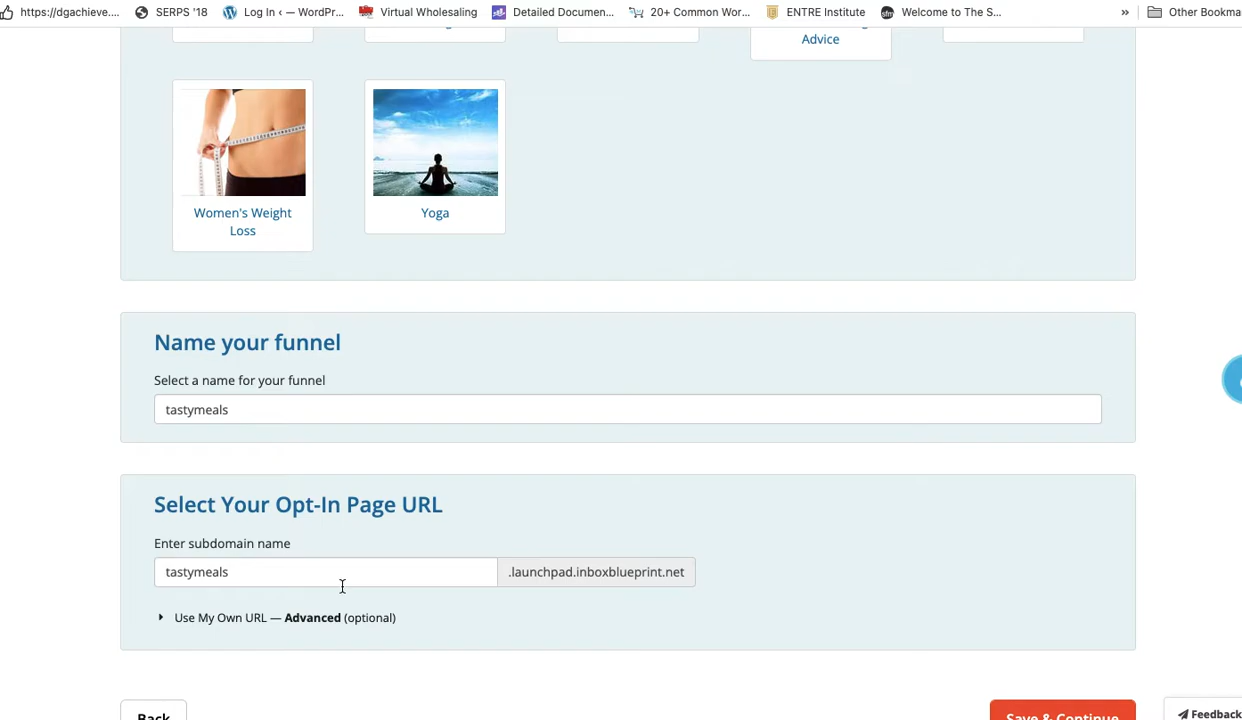 https://dgachieve.... SERPS '18 Log In ‹ — WordPr... Virtual Wholesaling Detailed Documen... 20+ Common Wor... ENTRE Institute Welcome to The S... » Other Bookma
Advice
Women's Weight
Loss
Yoga
Name your funnel
Select a name for your funnel
tastymeals
Select Your Opt-In Page URL
Enter subdomain name
tastymeals .launchpad.inboxblueprint.net
Use My Own URL — Advanced (optional)
Back
Save & Continue
Feedback